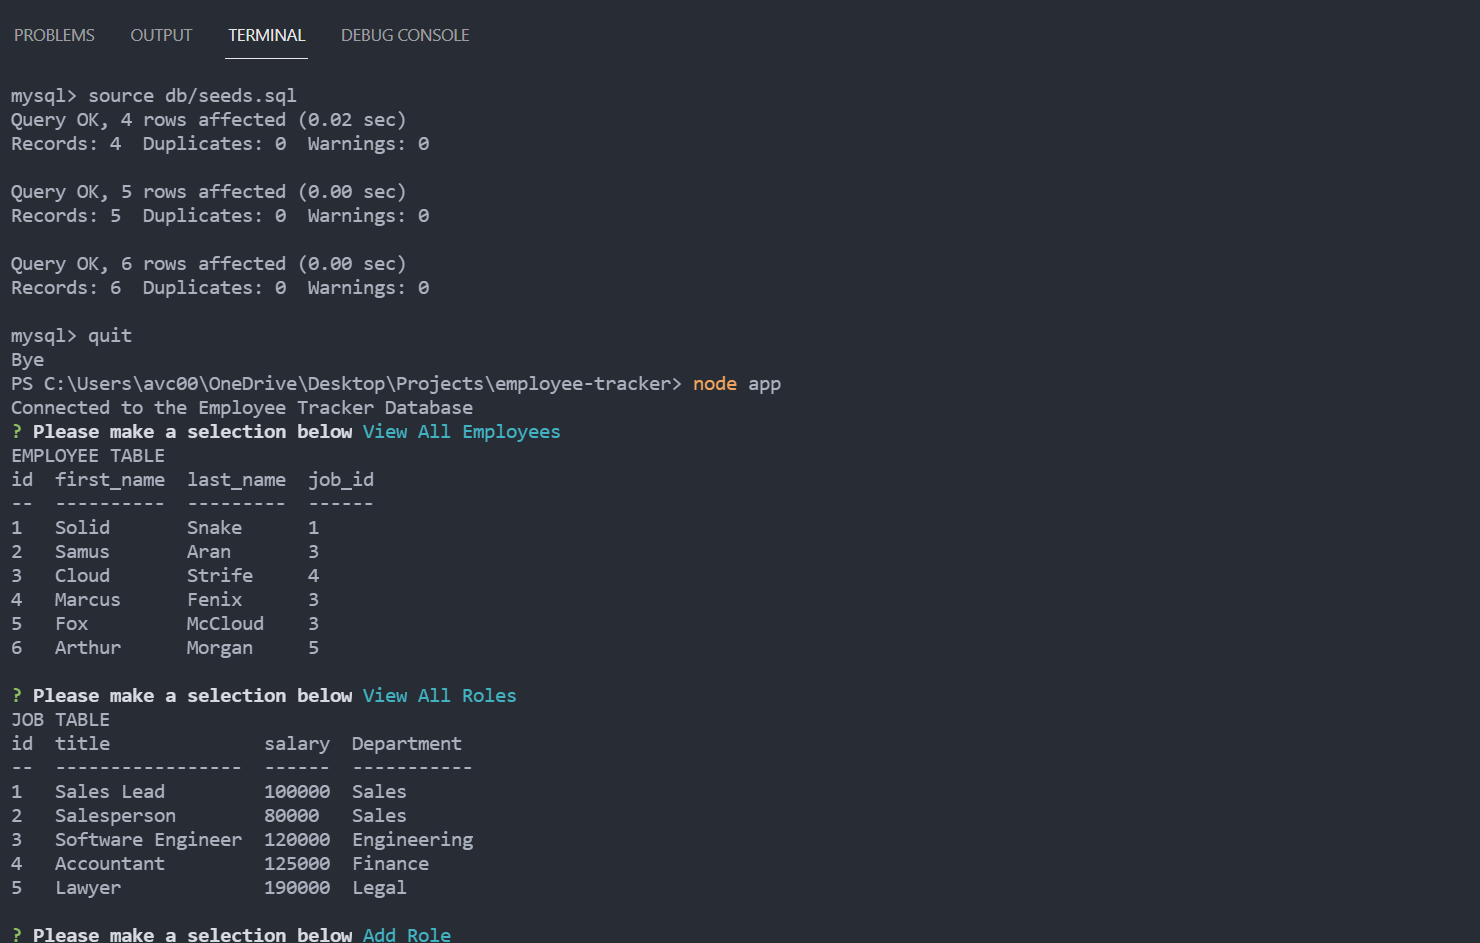 PROBLEMS OUTPUT TERMINAL DEBUG CONSOLE
mysql> source db/seeds.sql
Query OK, 4 rows affected (0.02 sec)
Records: 4  Duplicates: 0  Warnings: 0

Query OK, 5 rows affected (0.00 sec)
Records: 5  Duplicates: 0  Warnings: 0

Query OK, 6 rows affected (0.00 sec)
Records: 6  Duplicates: 0  Warnings: 0

mysql> quit
Bye
PS C:\Users\avc00\OneDrive\Desktop\Projects\employee-tracker> node app
Connected to the Employee Tracker Database
? Please make a selection below View All Employees
EMPLOYEE TABLE
id  first_name  last_name  job_id
--  ----------  ---------  ------
1   Solid       Snake      1
2   Samus       Aran       3
3   Cloud       Strife     4
4   Marcus      Fenix      3
5   Fox         McCloud    3
6   Arthur      Morgan     5

? Please make a selection below View All Roles
JOB TABLE
id  title              salary  Department
--  -----------------  ------  -----------
1   Sales Lead         100000  Sales
2   Salesperson        80000   Sales
3   Software Engineer  120000  Engineering
4   Accountant         125000  Finance
5   Lawyer             190000  Legal

? Please make a selection below Add Role